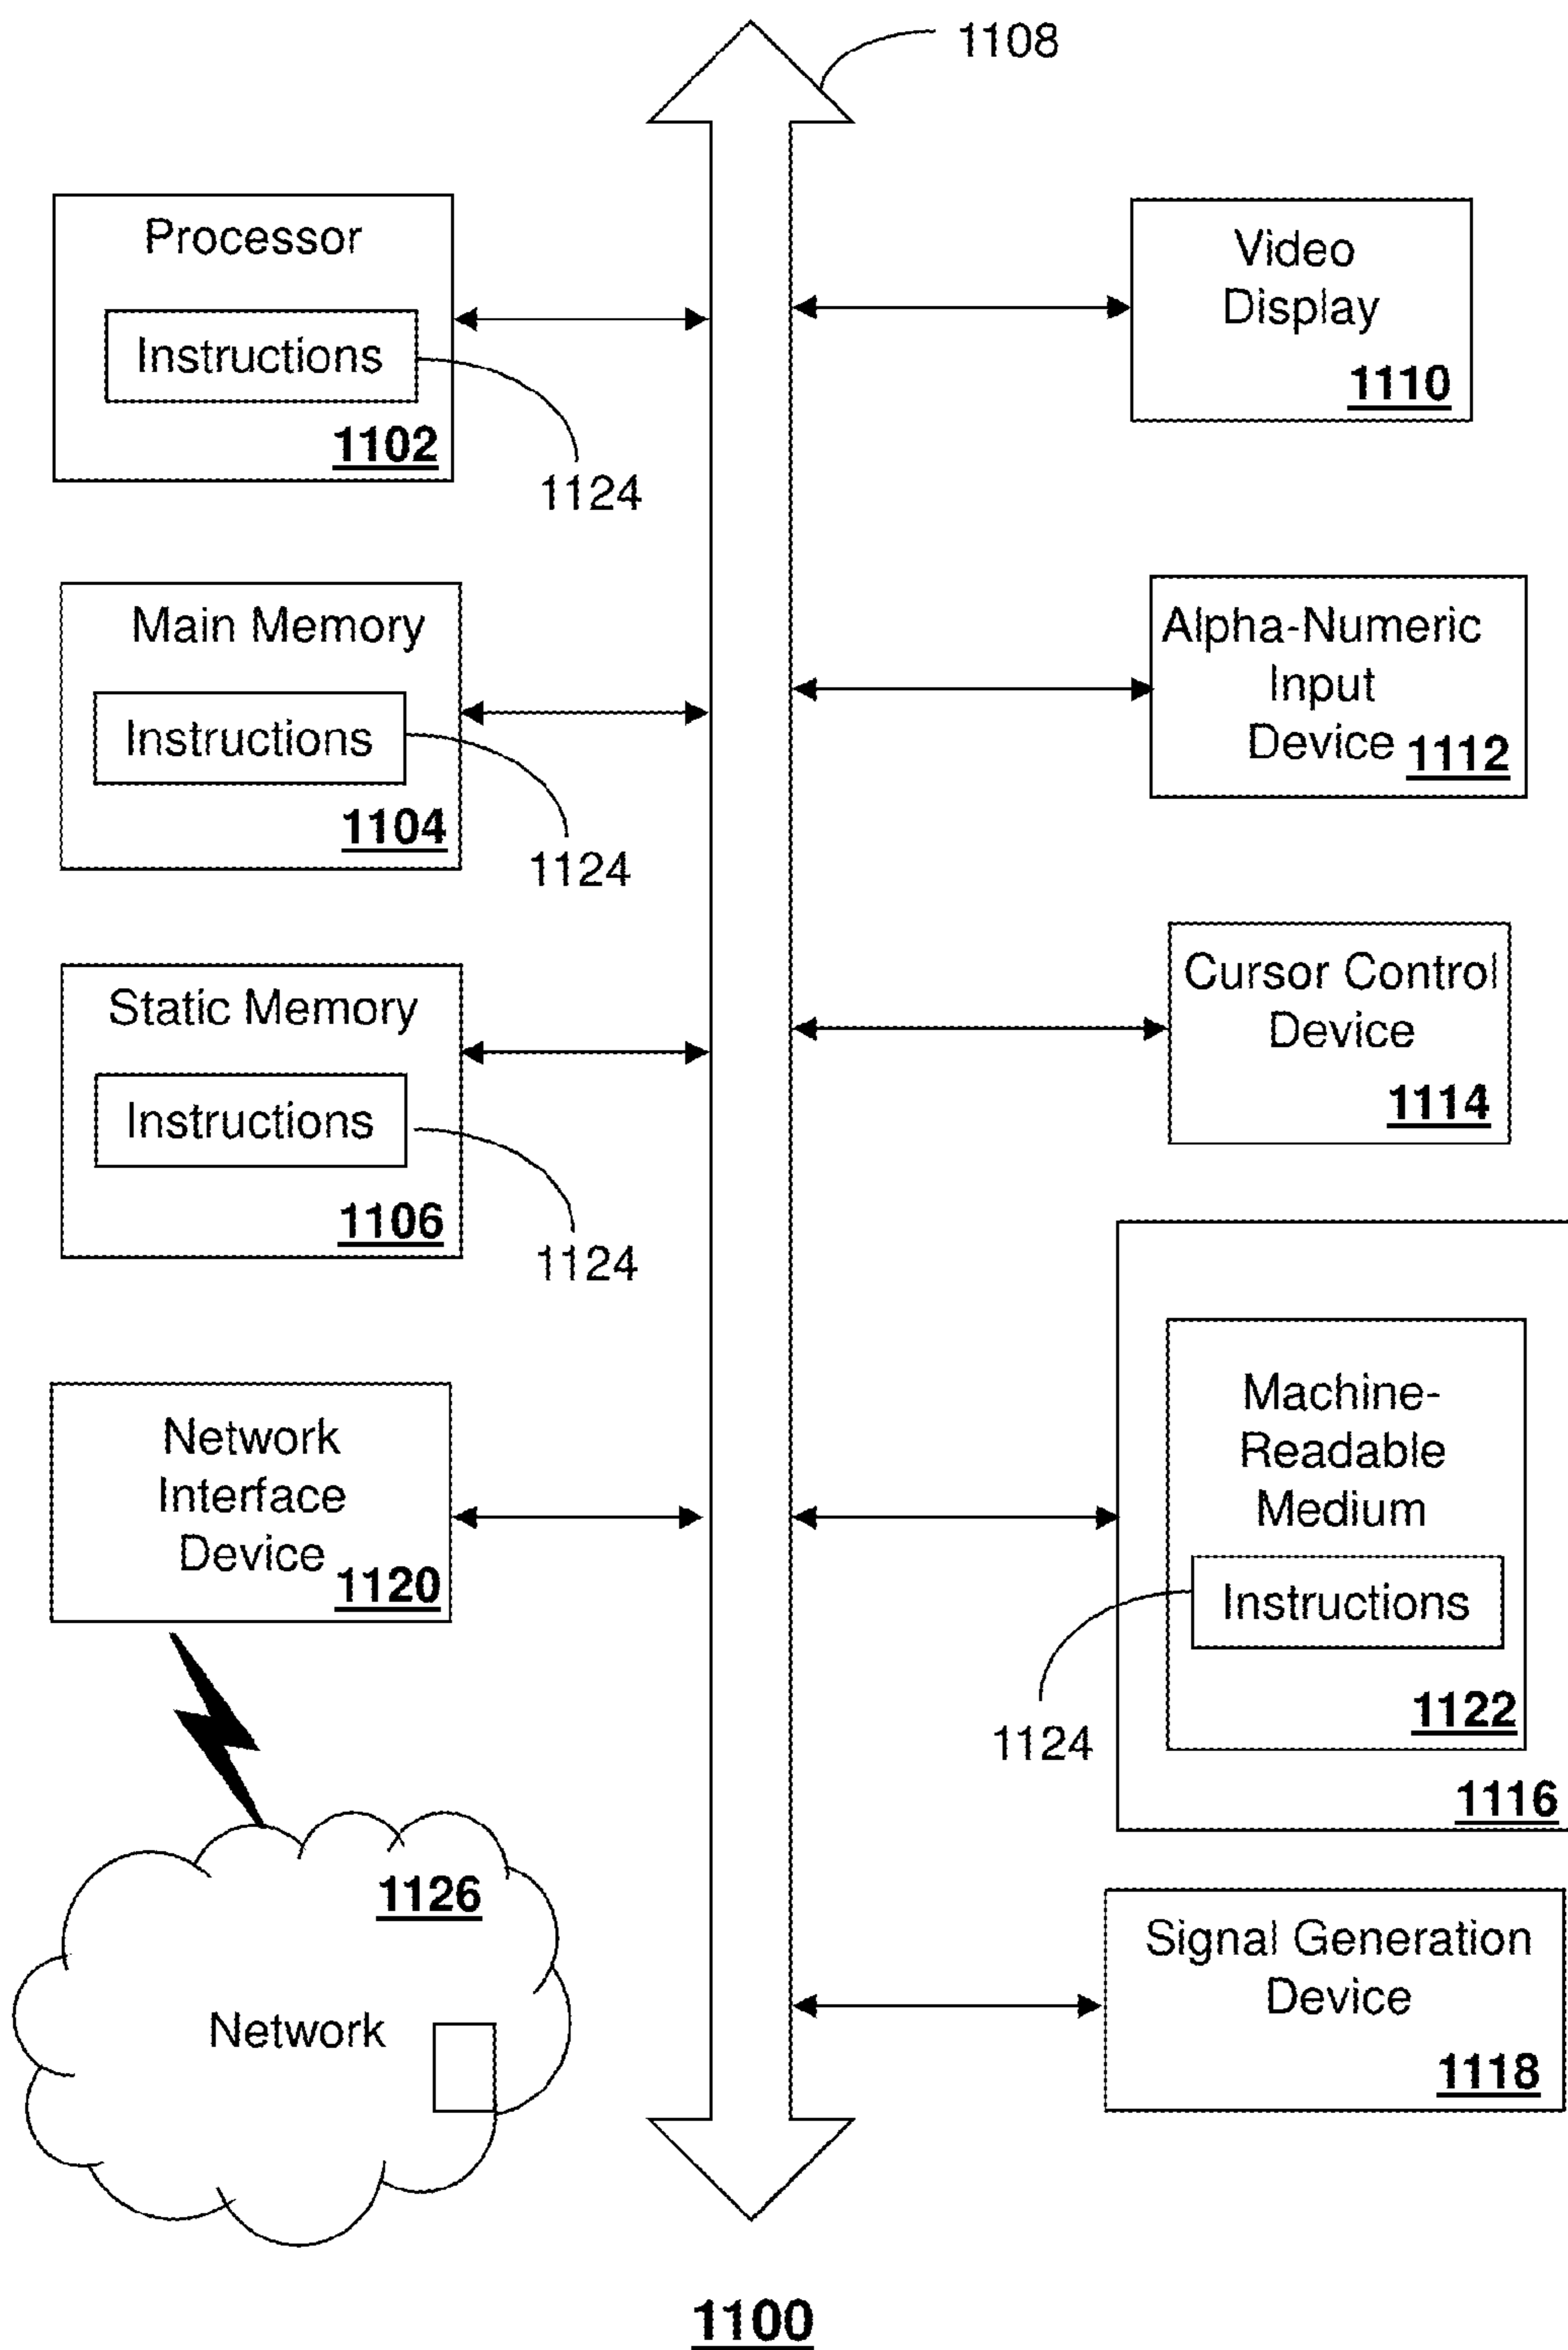 1108
Processor
Instructions
1102
1124
Main Memory
Instructions
1104
1124
Static Memory
Instructions
1106
1124
Network
Interface
Device
1120
1126
Network
Video
Display
1110
Alpha-Numeric
Input
Device 1112
Cursor Control
Device
1114
Machine-
Readable
Medium
Instructions
1124
1122
1116
Signal Generation
Device
1118
1100